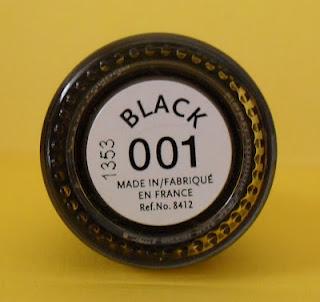 BLACK
001
1353
MADE IN/FABRIQUÉ
EN FRANCE
Ref.No. 8412